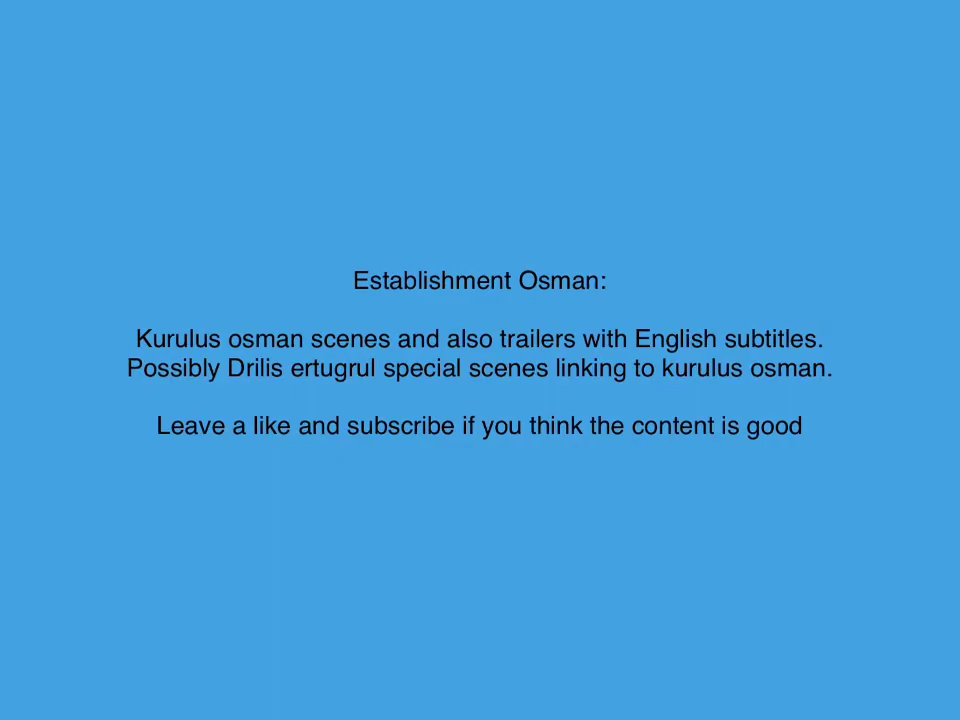 Establishment Osman:
Kurulus osman scenes and also trailers with English subtitles.
Possibly Drilis ertugrul special scenes linking to kurulus osman.
Leave a like and subscribe if you think the content is good